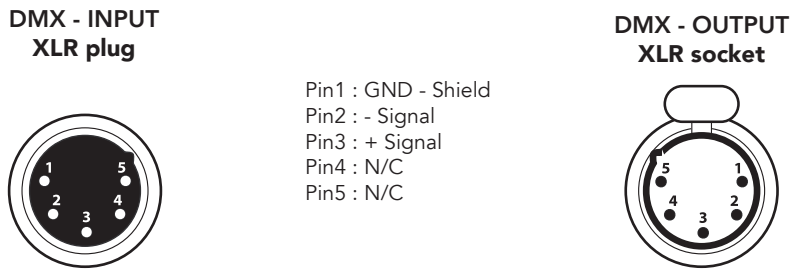 DMX - INPUT
XLR plug
DMX - OUTPUT
XLR socket
Pin1 : GND - Shield
Pin2 : - Signal
Pin3 : + Signal
Pin4 : N/C
Pin5 : N/C
1 5
2 4
3
5 1
4 2
3